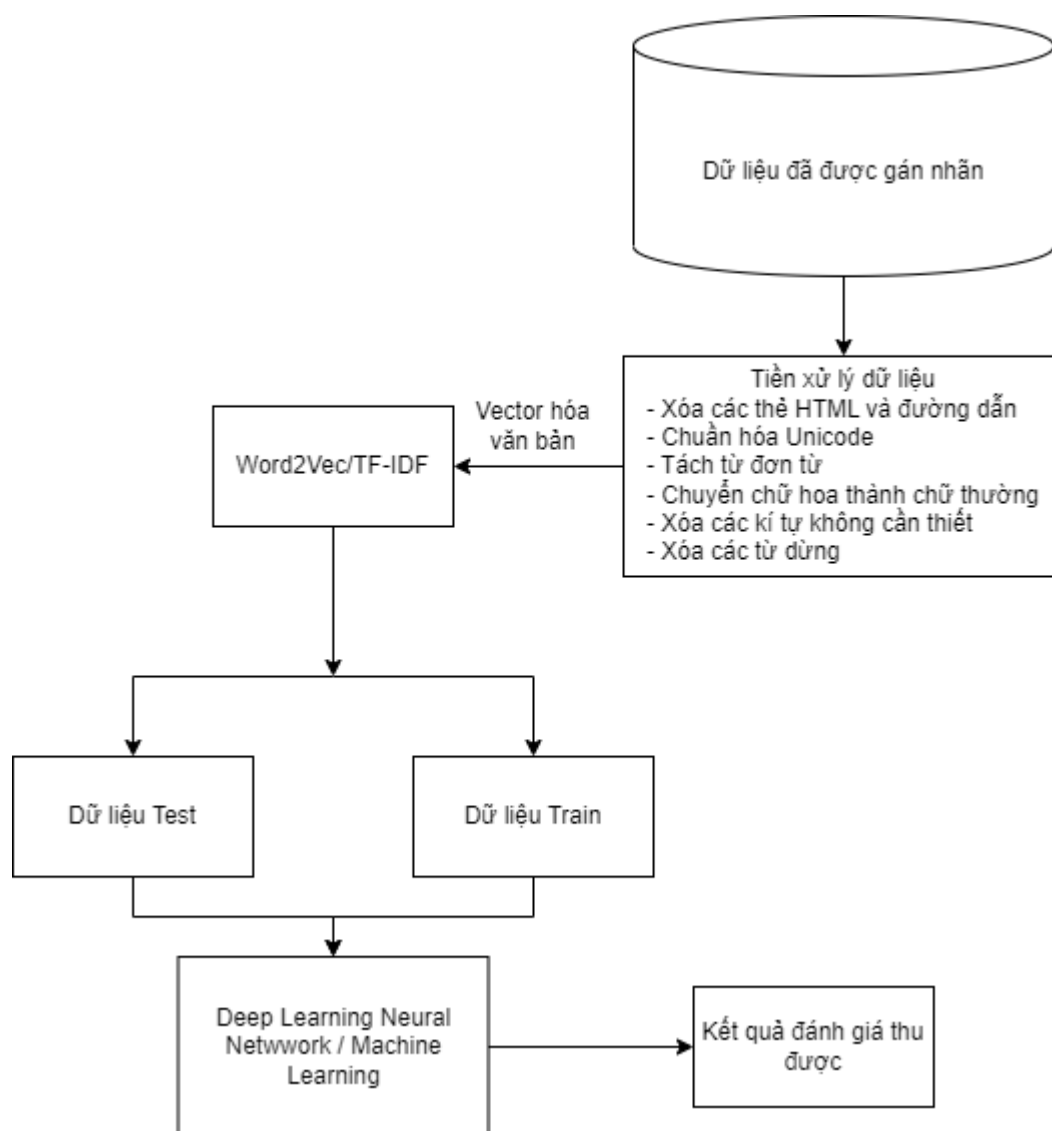 Dữ liệu đã được gán nhãn
Tiền xử lý dữ liệu
- Xóa các thẻ HTML và đường dẫn
- Chuẩn hóa Unicode
- Tách từ đơn từ
- Chuyển chữ hoa thành chữ thường
- Xóa các kí tự không cần thiết
- Xóa các từ dừng
Vector hóa
văn bản
Word2Vec/TF-IDF
Dữ liệu Test
Dữ liệu Train
Deep Learning Neural
Netwwork / Machine
Learning
Kết quả đánh giá thu
được